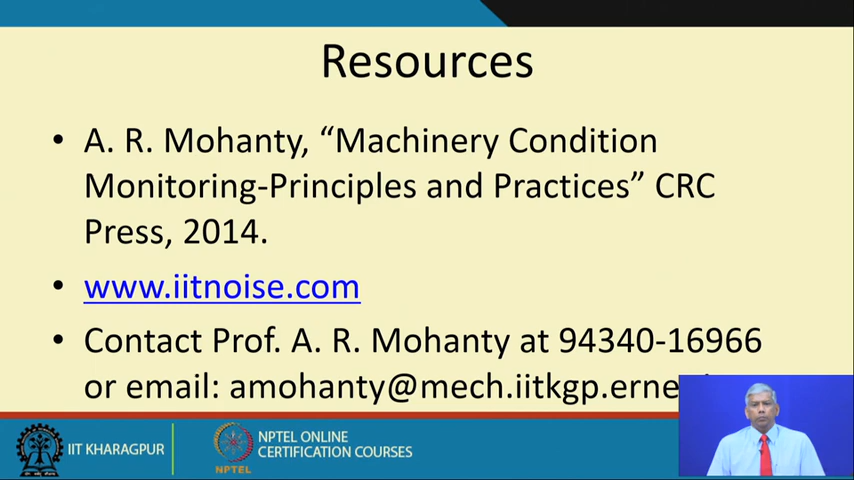 Resources
• A. R. Mohanty, “Machinery Condition
Monitoring-Principles and Practices” CRC
Press, 2014.
• www.iitnoise.com
• Contact Prof. A. R. Mohanty at 94340-16966
or email: amohanty@mech.iitkgp.erne
IIT KHARAGPUR
NPTEL
NPTEL ONLINE
CERTIFICATION COURSES